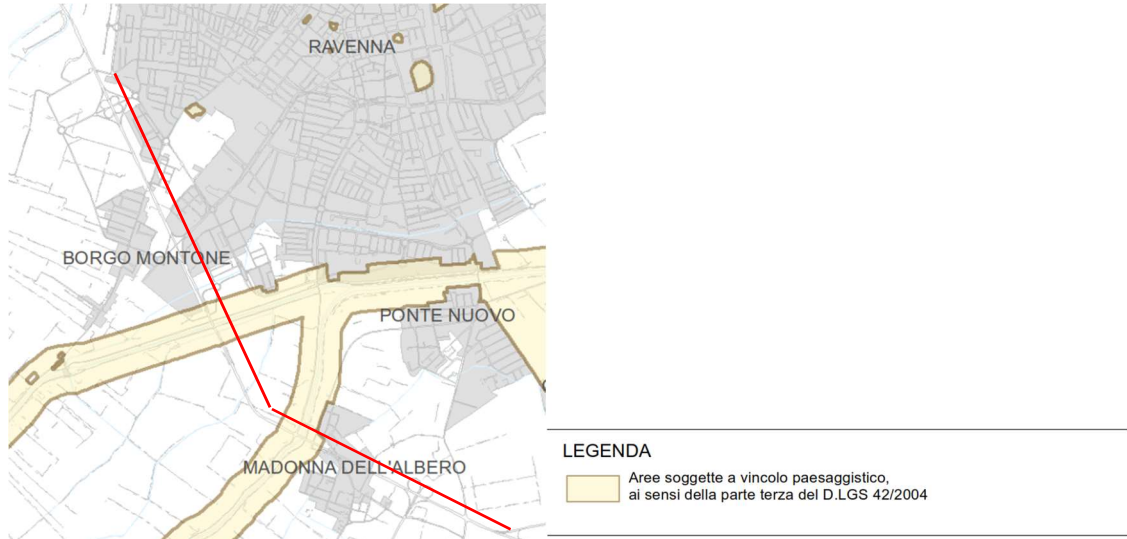 RAVENNA
BORGO MONTONE
PONTE NUOVO
MADONNA DELL'ALBERO
LEGENDA
Aree soggette a vincolo paesaggistico,
ai sensi della parte terza del D.LGS 42/2004